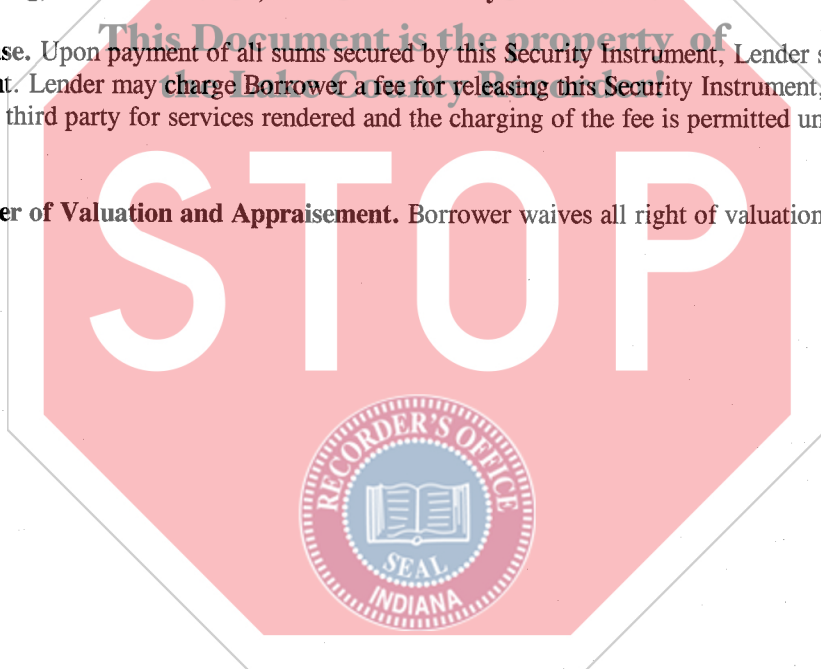 This Document is the property of
the Lake County Recorder!
se. Upon payment of all sums secured by this Security Instrument, Lender s
t. Lender may charge Borrower a fee for releasing this Security Instrument,
third party for services rendered and the charging of the fee is permitted un
er of Valuation and Appraisement. Borrower waives all right of valuation
STOP
RECORDER'S OFFICE
SEAL
INDIANA